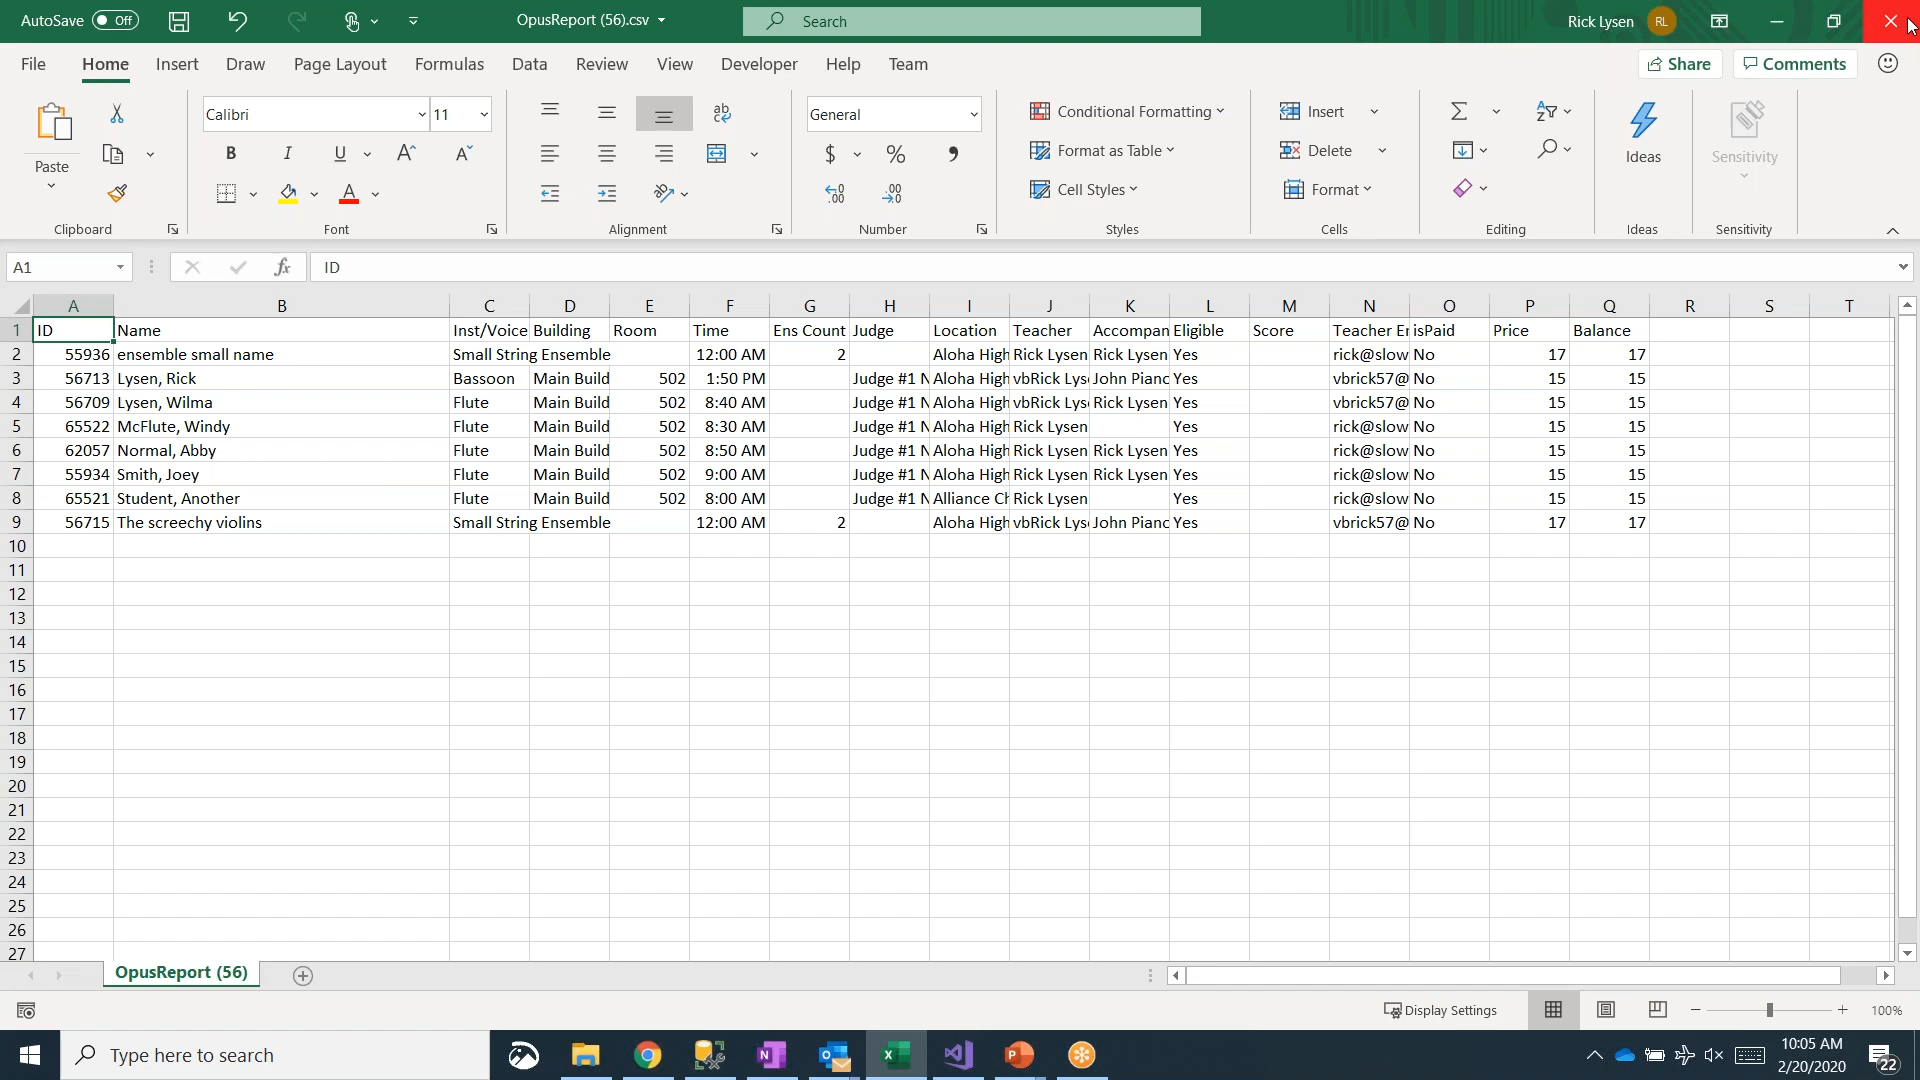 AutoSave Off OpusReport (56).csv Search Rick Lysen RL
File Home Insert Draw Page Layout Formulas Data Review View Developer Help Team Share Comments
Paste Calibri 11 General Conditional Formatting Format as Table Cell Styles Insert Delete Format Ideas Sensitivity
Clipboard Font Alignment Number Styles Cells Editing Ideas Sensitivity
A1 ID
A B C D E F G H I J K L M N O P Q R S T
1 ID Name Inst/Voice Building Room Time Ens Count Judge Location Teacher Accompan Eligible Score Teacher Er isPaid Price Balance
2 55936 ensemble small name Small String Ensemble 12:00 AM 2 Aloha High Rick Lysen Rick Lysen Yes rick@slow No 17 17
3 56713 Lysen, Rick Bassoon Main Build 502 1:50 PM Judge #1 N Aloha High vbRick Lys John Pianc Yes vbrick57@ No 15 15
4 56709 Lysen, Wilma Flute Main Build 502 8:40 AM Judge #1 N Aloha High vbRick Lys Rick Lysen Yes vbrick57@ No 15 15
5 65522 McFlute, Windy Flute Main Build 502 8:30 AM Judge #1 N Aloha High Rick Lysen Yes rick@slow No 15 15
6 62057 Normal, Abby Flute Main Build 502 8:50 AM Judge #1 N Aloha High Rick Lysen Rick Lysen Yes rick@slow No 15 15
7 55934 Smith, Joey Flute Main Build 502 9:00 AM Judge #1 N Aloha High Rick Lysen Rick Lysen Yes rick@slow No 15 15
8 65521 Student, Another Flute Main Build 502 8:00 AM Judge #1 N Alliance Ch Rick Lysen Yes rick@slow No 15 15
9 56715 The screechy violins Small String Ensemble 12:00 AM 2 Aloha High vbRick Lys John Pianc Yes vbrick57@ No 17 17
10
11
12
13
14
15
16
17
18
19
20
21
22
23
24
25
26
27
OpusReport (56)
Display Settings 100%
Type here to search 10:05 AM
2/20/2020 22